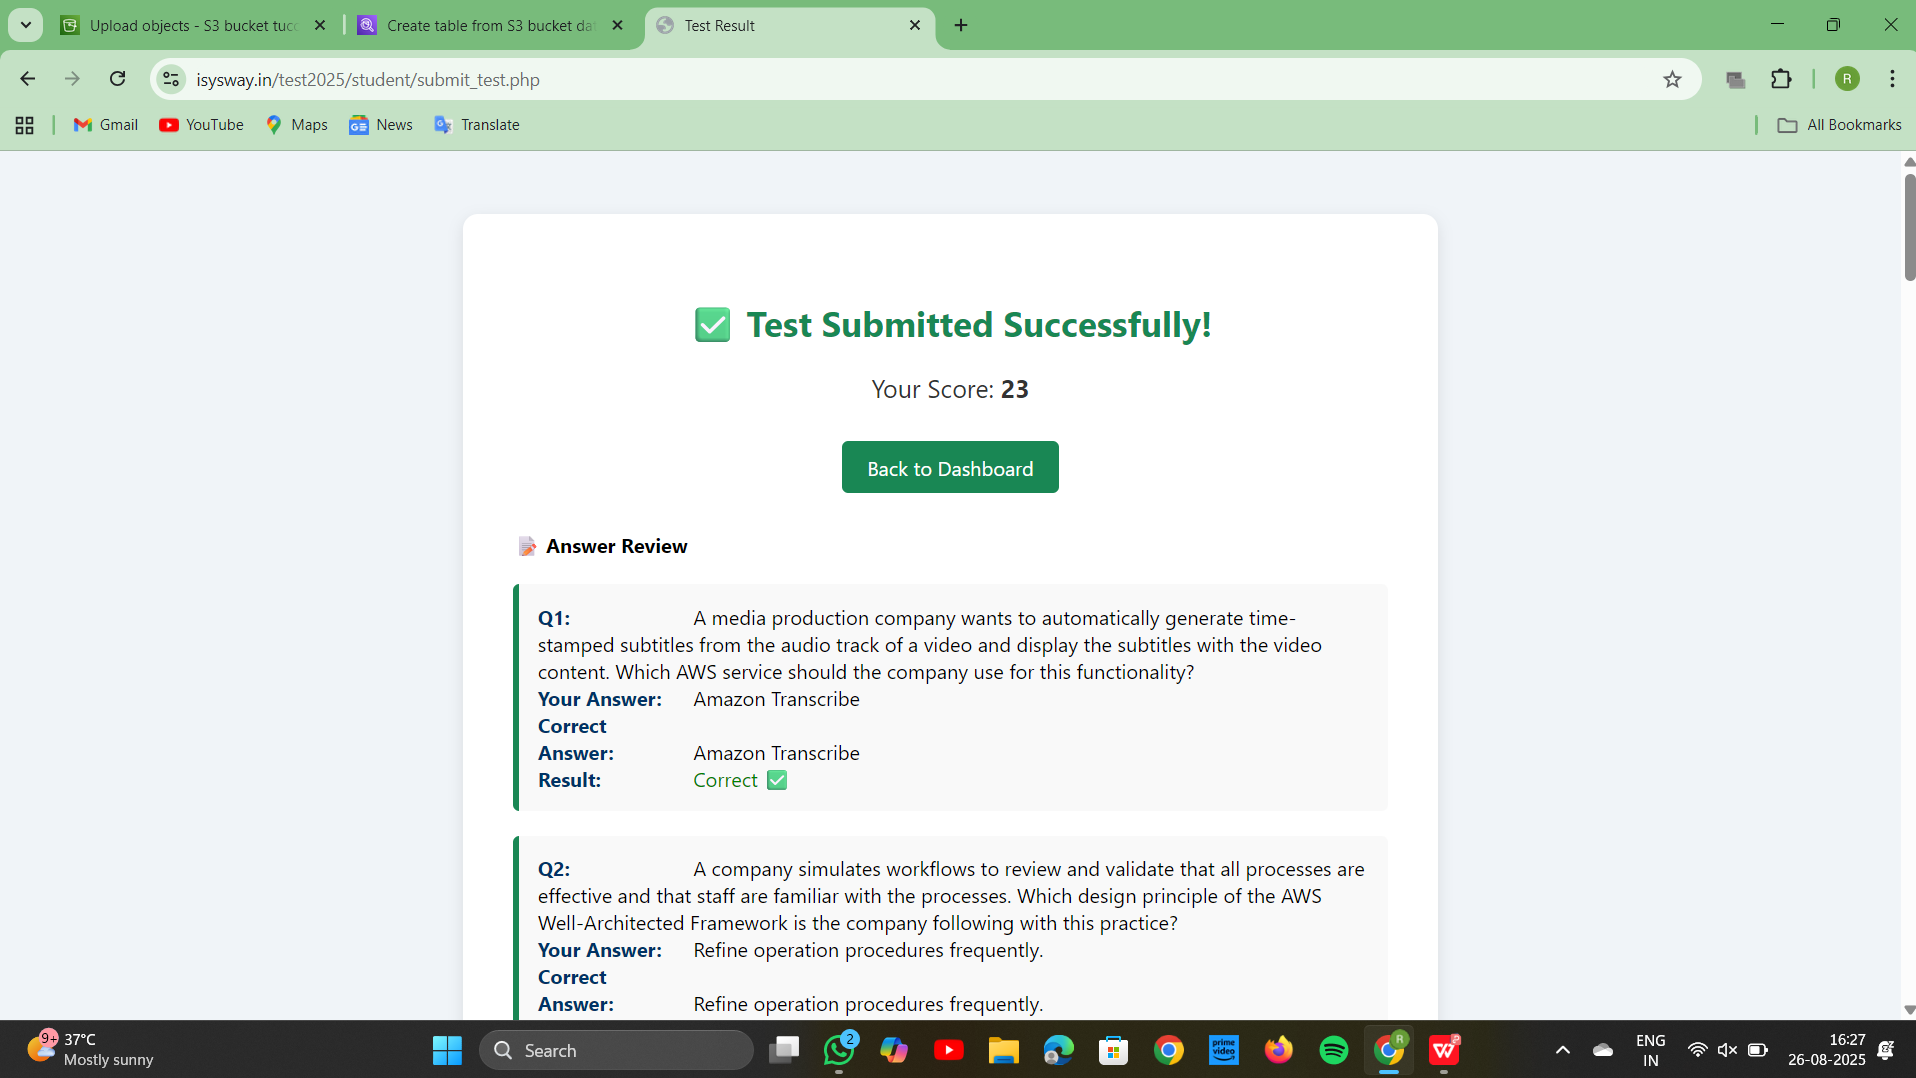 Upload objects - S3 bucket tucc
Create table from S3 bucket dat
Test Result
isysway.in/test2025/student/submit_test.php
R
Gmail
YouTube
Maps
News
Translate
All Bookmarks
Test Submitted Successfully!
Your Score: 23
Back to Dashboard
Answer Review
Q1: A media production company wants to automatically generate time-
stamped subtitles from the audio track of a video and display the subtitles with the video
content. Which AWS service should the company use for this functionality?
Your Answer: Amazon Transcribe
Correct
Answer: Amazon Transcribe
Result: Correct
Q2: A company simulates workflows to review and validate that all processes are
effective and that staff are familiar with the processes. Which design principle of the AWS
Well-Architected Framework is the company following with this practice?
Your Answer: Refine operation procedures frequently.
Correct
Answer: Refine operation procedures frequently.
9+
37°C
Mostly sunny
Search
2
prime
video
R
ENG
IN
16:27
26-08-2025